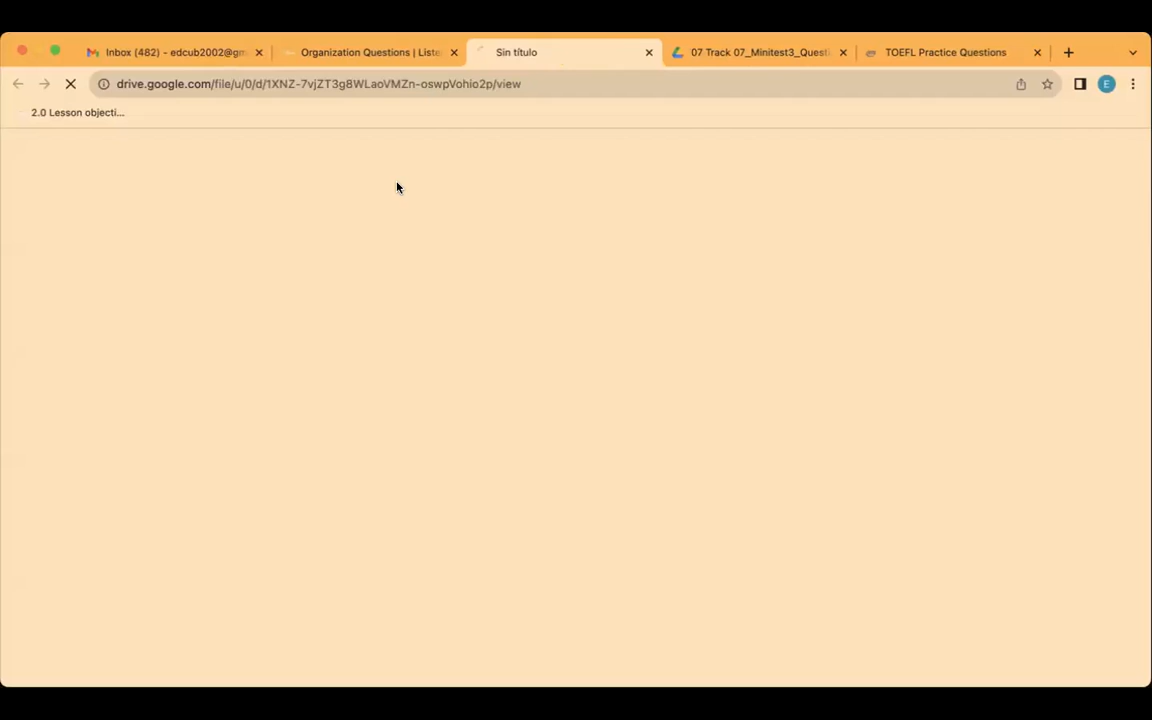 Inbox (482) - edcub2002@gm
Organization Questions | Liste
Sin título
07 Track 07_Minitest3_Questi
TOEFL Practice Questions
drive.google.com/file/u/0/d/1XNZ-7vjZT3g8WLaoVMZn-oswpVohio2p/view
E
2.0 Lesson objecti...